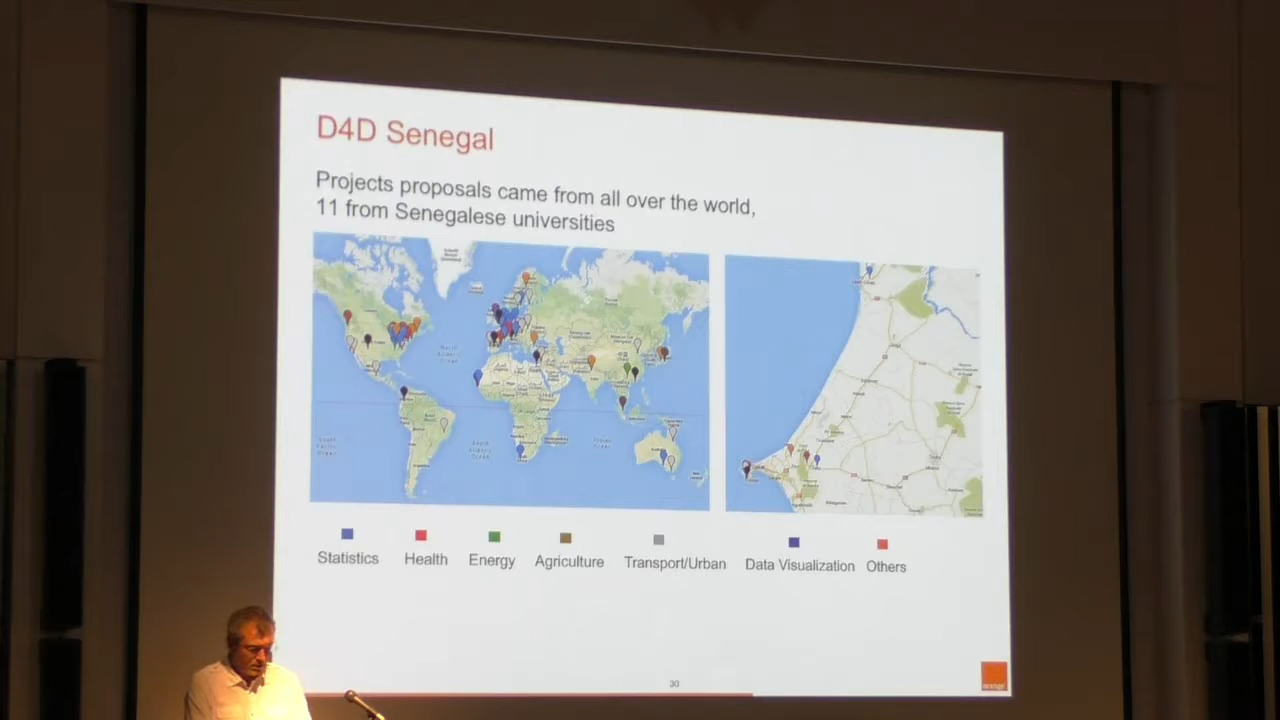 D4D Senegal
Projects proposals came from all over the world,
11 from Senegalese universities
Statistics
Health
Energy
Agriculture
Transport/Urban
Data Visualization
Others
30
orange